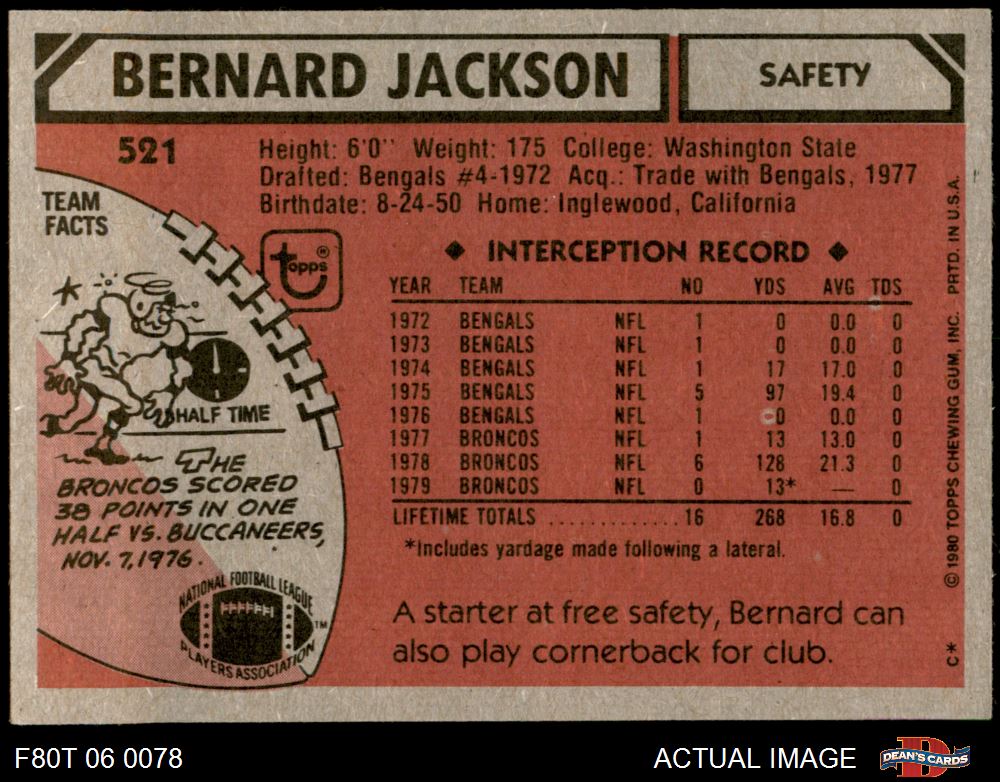 BERNARD JACKSON
SAFETY
521
Height: 6'0" Weight: 175 College: Washington State
Drafted: Bengals #4-1972 Acq.: Trade with Bengals, 1977
Birthdate: 8-24-50 Home: Inglewood, California
TEAM
FACTS
topps®
HALF TIME
THE
BRONCOS SCORED
38 POINTS IN ONE
HALF VS. BUCCANEERS,
NOV. 7, 1976.
NATIONAL FOOTBALL LEAGUE
PLAYERS ASSOCIATION
TM
◆ INTERCEPTION RECORD ◆
YEAR TEAM NO YDS AVG TDS
1972 BENGALS NFL 1 0 0.0 0
1973 BENGALS NFL 1 0 0.0 0
1974 BENGALS NFL 1 17 17.0 0
1975 BENGALS NFL 5 97 19.4 0
1976 BENGALS NFL 1 0 0.0 0
1977 BRONCOS NFL 1 13 13.0 0
1978 BRONCOS NFL 6 128 21.3 0
1979 BRONCOS NFL 0 13* — 0
LIFETIME TOTALS ............. 16 268 16.8 0
*Includes yardage made following a lateral.
A starter at free safety, Bernard can
also play cornerback for club.
C* © 1980 TOPPS CHEWING GUM, INC. PRTD. IN U.S.A.
F80T 06 0078
ACTUAL IMAGE
DEAN'S CARDS